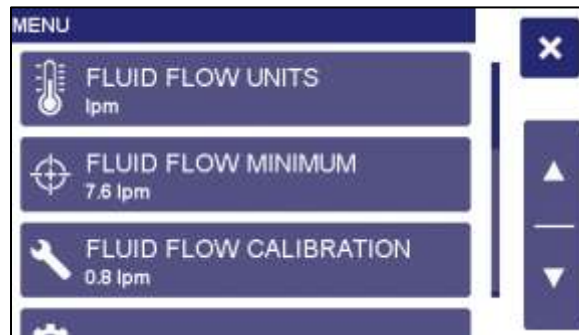 MENU
FLUID FLOW UNITS
lpm
FLUID FLOW MINIMUM
7.6 lpm
FLUID FLOW CALIBRATION
0.8 lpm